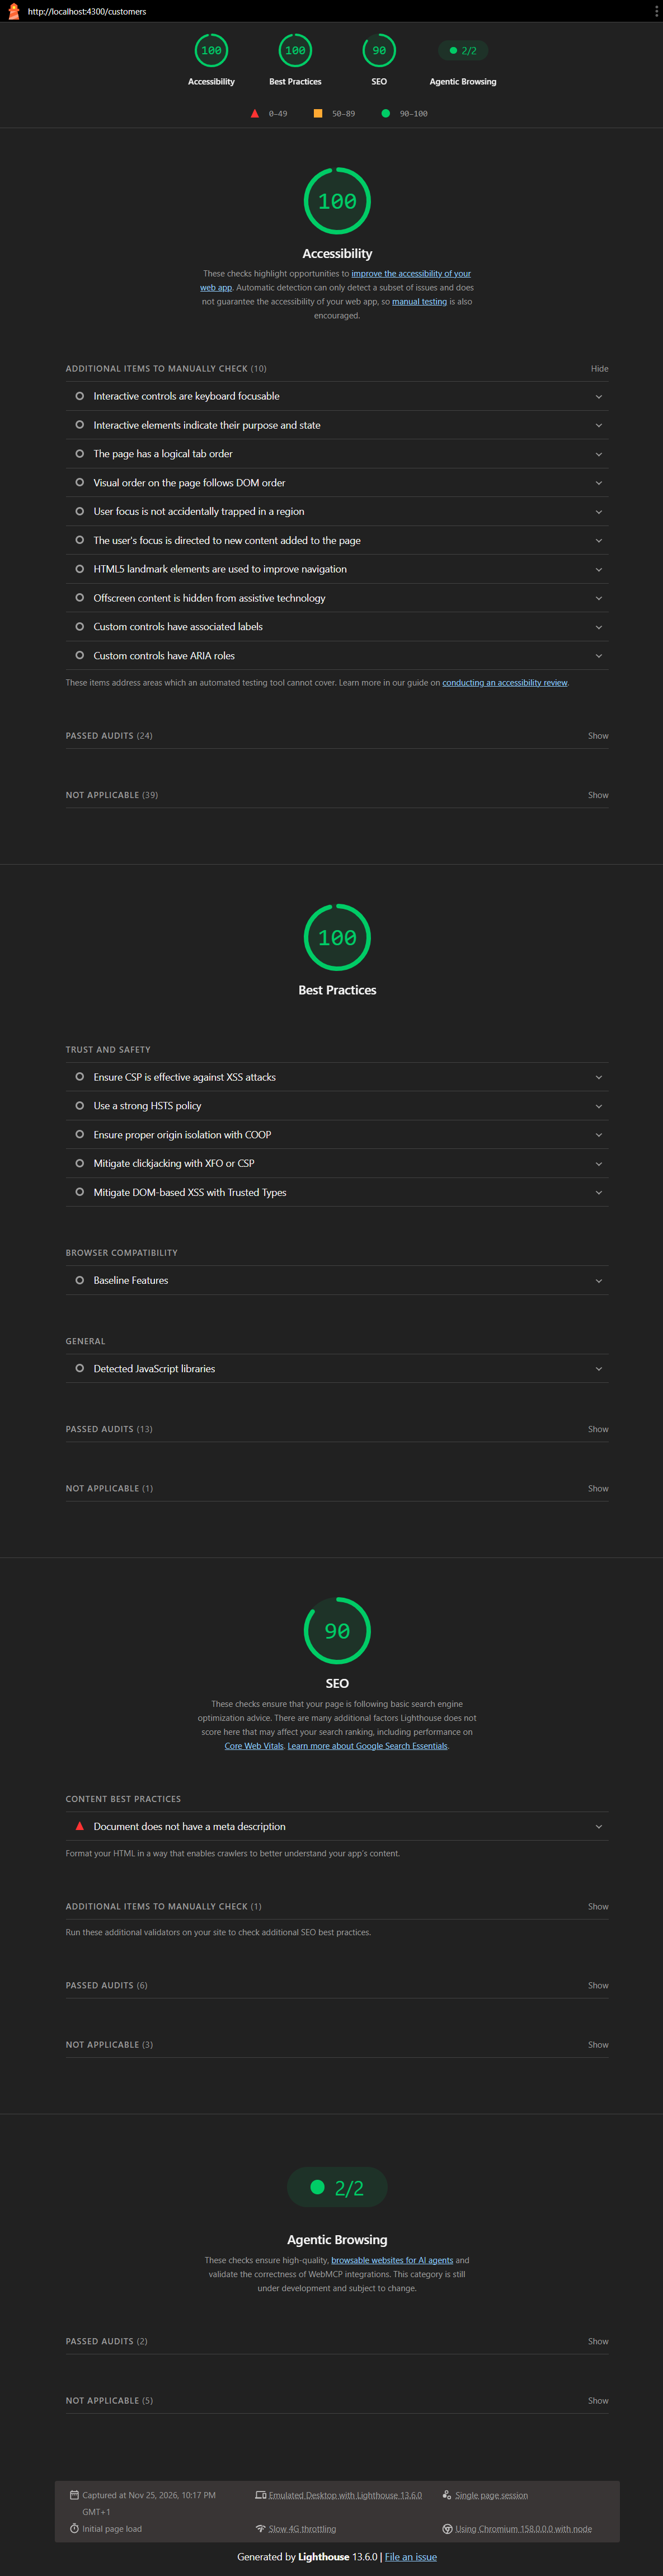 http://localhost:4300/customers
100
100
90
2/2
Accessibility
Best Practices
SEO
Agentic Browsing
0–49
50–89
90–100
100
Accessibility
These checks highlight opportunities to improve the accessibility of your
web app. Automatic detection can only detect a subset of issues and does
not guarantee the accessibility of your web app, so manual testing is also
encouraged.
ADDITIONAL ITEMS TO MANUALLY CHECK (10)
Hide
Interactive controls are keyboard focusable
Interactive elements indicate their purpose and state
The page has a logical tab order
Visual order on the page follows DOM order
User focus is not accidentally trapped in a region
The user's focus is directed to new content added to the page
HTML5 landmark elements are used to improve navigation
Offscreen content is hidden from assistive technology
Custom controls have associated labels
Custom controls have ARIA roles
These items address areas which an automated testing tool cannot cover. Learn more in our guide on conducting an accessibility review.
PASSED AUDITS (24)
Show
NOT APPLICABLE (39)
Show
100
Best Practices
TRUST AND SAFETY
Ensure CSP is effective against XSS attacks
Use a strong HSTS policy
Ensure proper origin isolation with COOP
Mitigate clickjacking with XFO or CSP
Mitigate DOM-based XSS with Trusted Types
BROWSER COMPATIBILITY
Baseline Features
GENERAL
Detected JavaScript libraries
PASSED AUDITS (13)
Show
NOT APPLICABLE (1)
Show
90
SEO
These checks ensure that your page is following basic search engine
optimization advice. There are many additional factors Lighthouse does not
score here that may affect your search ranking, including performance on
Core Web Vitals. Learn more about Google Search Essentials.
CONTENT BEST PRACTICES
Document does not have a meta description
Format your HTML in a way that enables crawlers to better understand your app's content.
ADDITIONAL ITEMS TO MANUALLY CHECK (1)
Show
Run these additional validators on your site to check additional SEO best practices.
PASSED AUDITS (6)
Show
NOT APPLICABLE (3)
Show
2/2
Agentic Browsing
These checks ensure high-quality, browsable websites for AI agents and
validate the correctness of WebMCP integrations. This category is still
under development and subject to change.
PASSED AUDITS (2)
Show
NOT APPLICABLE (5)
Show
Captured at Nov 25, 2026, 10:17 PM
GMT+1
Emulated Desktop with Lighthouse 13.6.0
Single page session
Initial page load
Slow 4G throttling
Using Chromium 158.0.0.0 with node
Generated by Lighthouse 13.6.0 | File an issue